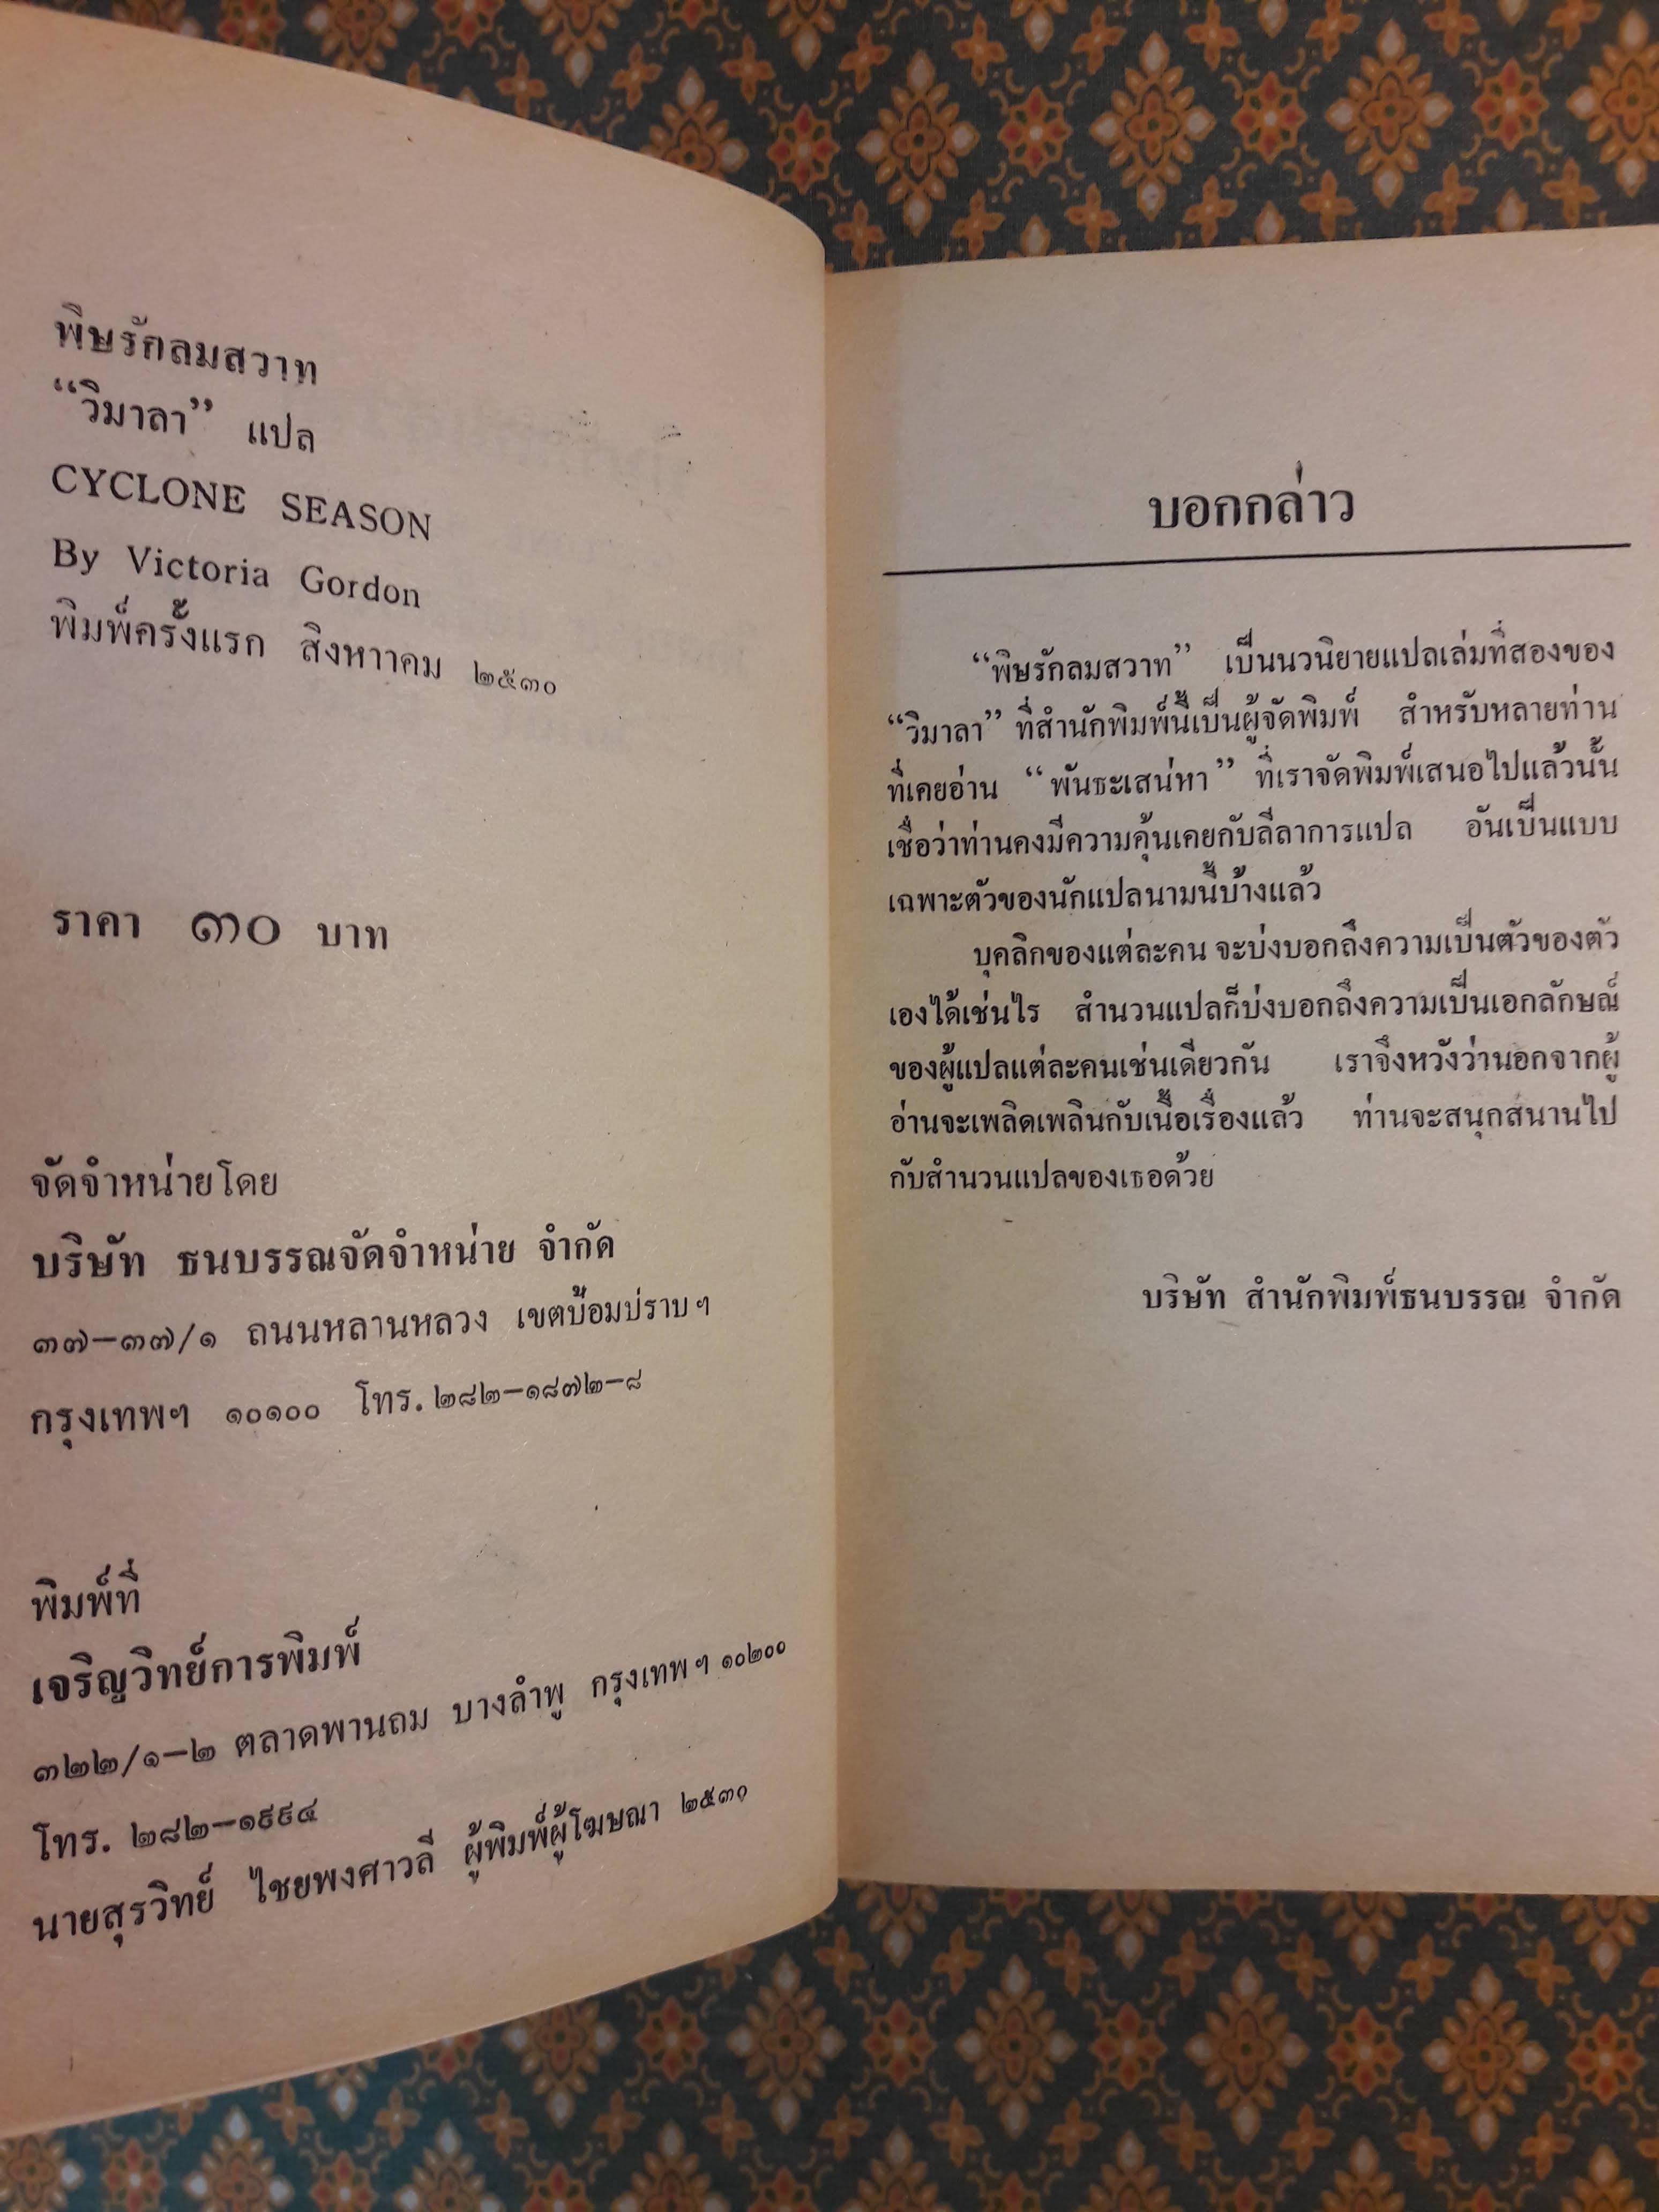 พิษรักลมสวาท
“วิมาลา” แปล
CYCLONE SEASON
By Victoria Gordon
พิมพ์ครั้งแรก สิงหาาคม ๒๕๓๐
ราคา ๓๐ บาท
จัดจำหน่ายโดย
บริษัท ธนบรรณจัดจำหน่าย จำกัด
๓๗–๓๗/๑ ถนนหลานหลวง เขตป้อมปราบฯ
กรุงเทพฯ ๑๐๑๐๐ โทร. ๒๘๒–๑๘๗๒–๘
พิมพ์ที่
เจริญวิทย์การพิมพ์
๓๒๒/๑–๒ ตลาดพานถม บางลำพู กรุงเทพฯ ๑๐๒๐๐
โทร. ๒๘๒–๑๙๙๔
นายสุรวิทย์ ไชยพงศาวลี ผู้พิมพ์ผู้โฆษณา ๒๕๓๐
บอกกล่าว
“พิษรักลมสวาท” เป็นนวนิยายแปลเล่มที่สองของ
“วิมาลา” ที่สำนักพิมพ์นี้เป็นผู้จัดพิมพ์ สำหรับหลายท่าน
ที่เคยอ่าน “พันธะเสน่หา” ที่เราจัดพิมพ์เสนอไปแล้วนั้น
เชื่อว่าท่านคงมีความคุ้นเคยกับลีลาการแปล อันเป็นแบบ
เฉพาะตัวของนักแปลนามนี้บ้างแล้ว
บุคลิกของแต่ละคน จะบ่งบอกถึงความเป็นตัวของตัว
เองได้เช่นไร สำนวนแปลก็บ่งบอกถึงความเป็นเอกลักษณ์
ของผู้แปลแต่ละคนเช่นเดียวกัน เราจึงหวังว่านอกจากผู้
อ่านจะเพลิดเพลินกับเนื้อเรื่องแล้ว ท่านจะสนุกสนานไป
กับสำนวนแปลของเธอด้วย
บริษัท สำนักพิมพ์ธนบรรณ จำกัด